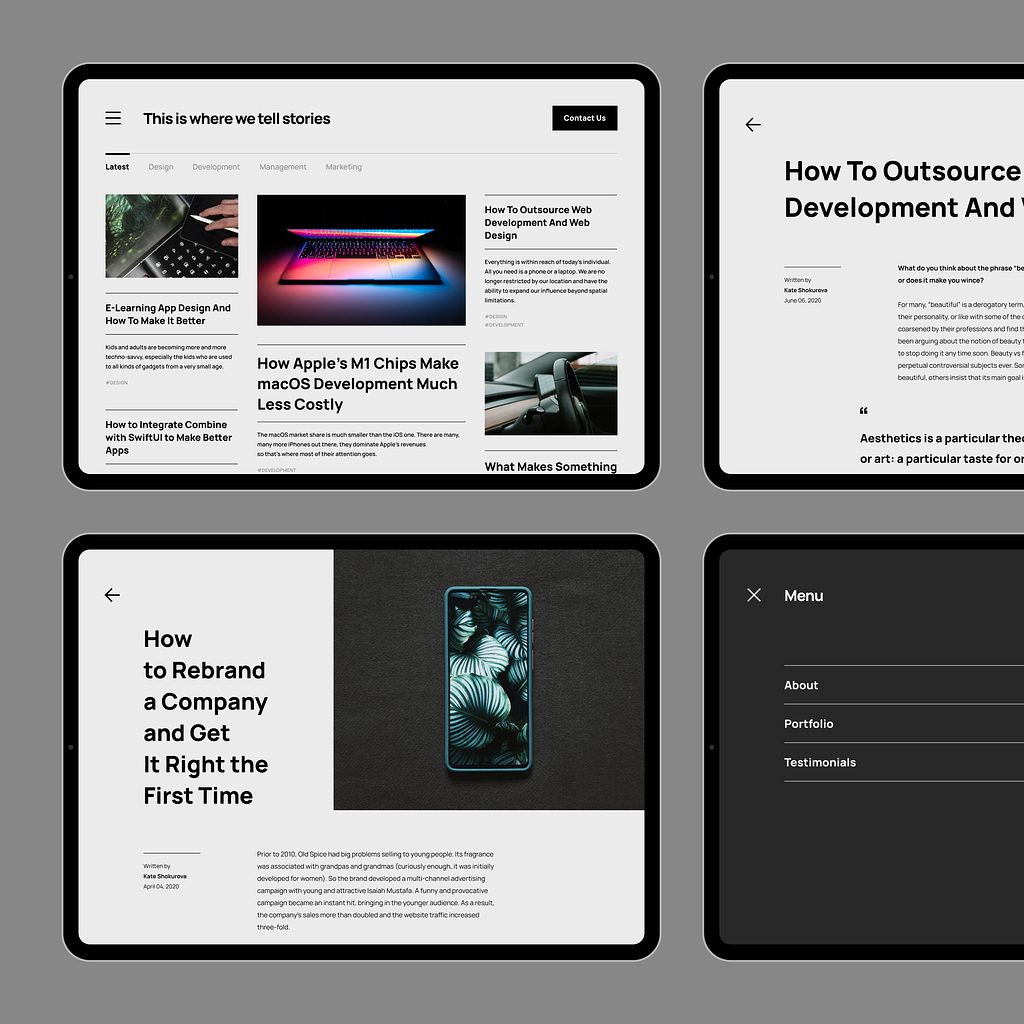 This is where we tell stories
Contact Us
Latest
Design
Development
Management
Marketing
E-Learning App Design And
How To Make It Better
Kids and adults are becoming more and more
techno-savvy, especially the kids who are used
to all kinds of gadgets from a very small age.
#DESIGN
How to Integrate Combine
with SwiftUI to Make Better
Apps
How Apple's M1 Chips Make
macOS Development Much
Less Costly
The macOS market share is much smaller than the iOS one. There are many,
many more iPhones out there, they dominate Apple's revenues
so that's where most of their attention goes.
#DEVELOPMENT
How To Outsource Web
Development And Web
Design
Everything is within reach of today's individual.
All you need is a phone or a laptop. We are no
longer restricted by our location and have the
ability to expand our influence beyond spatial
limitations.
#DESIGN
#DEVELOPMENT
What Makes Something
How To Outsource
Development And
Written by
Kate Shokurova
June 06, 2020
What do you think about the phrase "be
or does it make you wince?
For many, "beautiful" is a derogatory term,
their personality, or like with some of the
coarsened by their professions and find th
been arguing about the notion of beauty
to stop doing it any time soon. Beauty vs f
perpetual controversial subjects ever. So
beautiful, others insist that its main goal i
“
Aesthetics is a particular theo
or art: a particular taste for or
How
to Rebrand
a Company
and Get
It Right the
First Time
Written by
Kate Shokurova
April 04, 2020
Prior to 2010, Old Spice had big problems selling to young people. Its fragrance
was associated with grandpas and grandmas (curiously enough, it was initially
developed for women). So the brand developed a multi-channel advertising
campaign with young and attractive Isaiah Mustafa. A funny and provocative
campaign became an instant hit, bringing in the younger audience. As a result,
the company's sales more than doubled and the website traffic increased
three-fold.
Menu
About
Portfolio
Testimonials